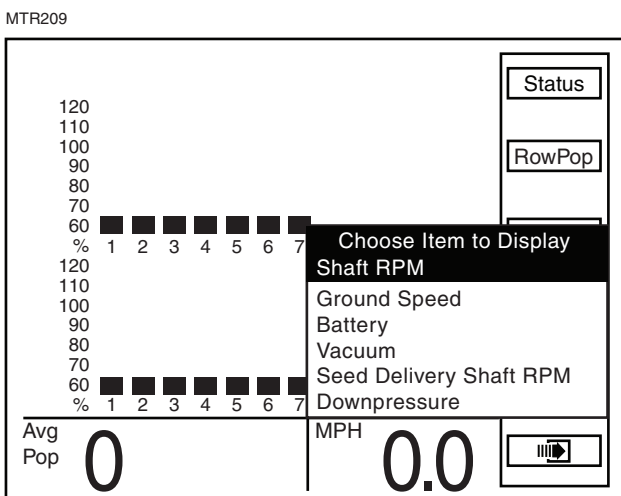 MTR209
Status
RowPop
120
110
100
90
80
70
60
% 1 2 3 4 5 6 7
120
110
100
90
80
70
60
% 1 2 3 4 5 6 7
Choose Item to Display
Shaft RPM
Ground Speed
Battery
Vacuum
Seed Delivery Shaft RPM
Downpressure
Avg
Pop 0
MPH 0.0